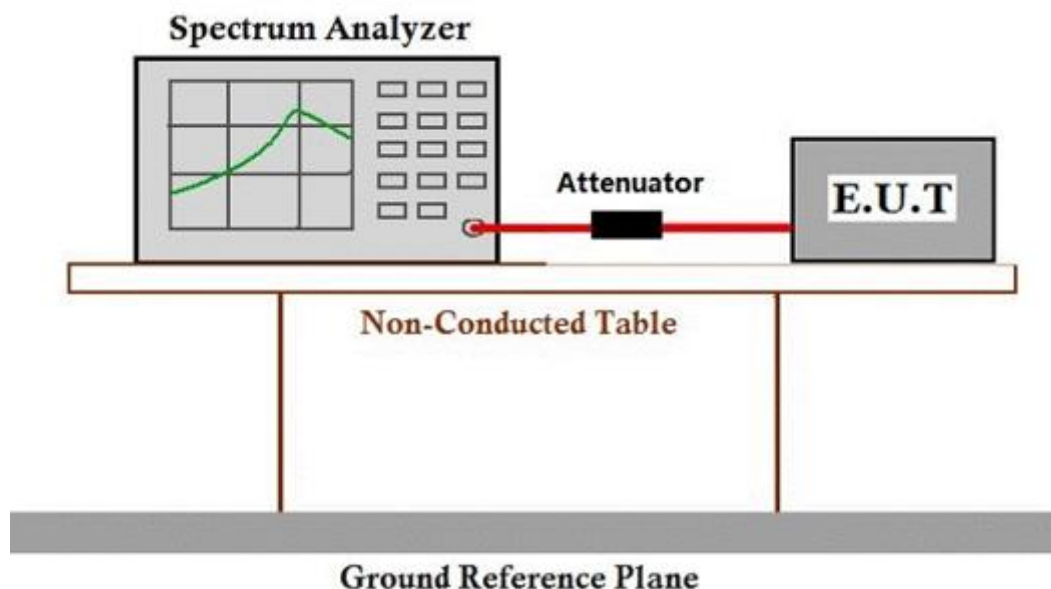 Spectrum Analyzer
Attenuator
E.U.T
Non-Conducted Table
Ground Reference Plane